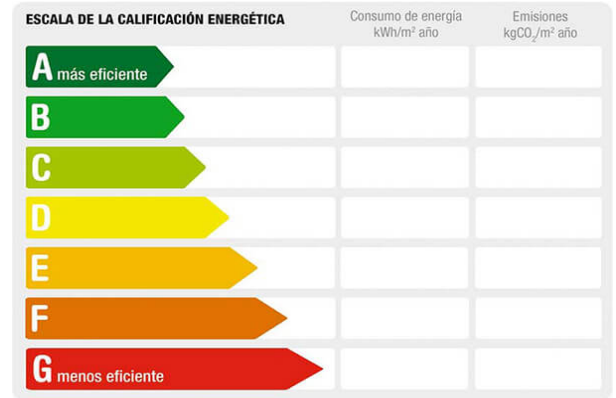 ESCALA DE LA CALIFICACIÓN ENERGÉTICA
Consumo de energía
kWh/m² año
Emisiones
kgCO₂/m² año
A más eficiente
B
C
D
E
F
G menos eficiente